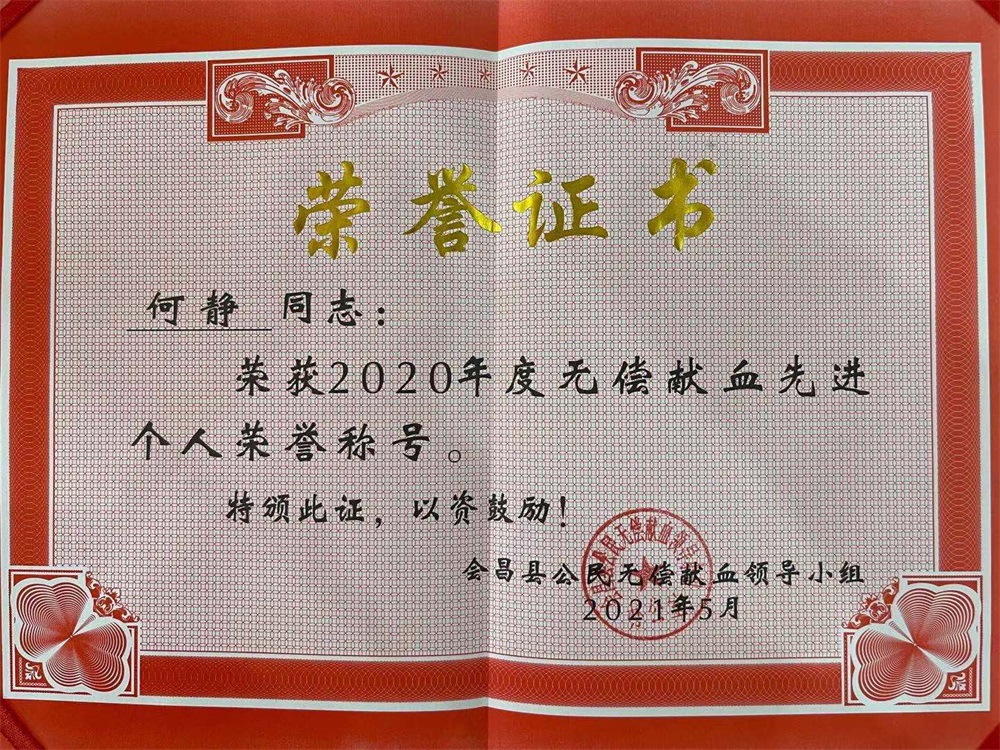 荣誉证书
何静 同志：
荣获2020年度无偿献血先进
个人荣誉称号。
特颁此证，以资鼓励！
会昌县公民无偿献血领导小组
2021年5月